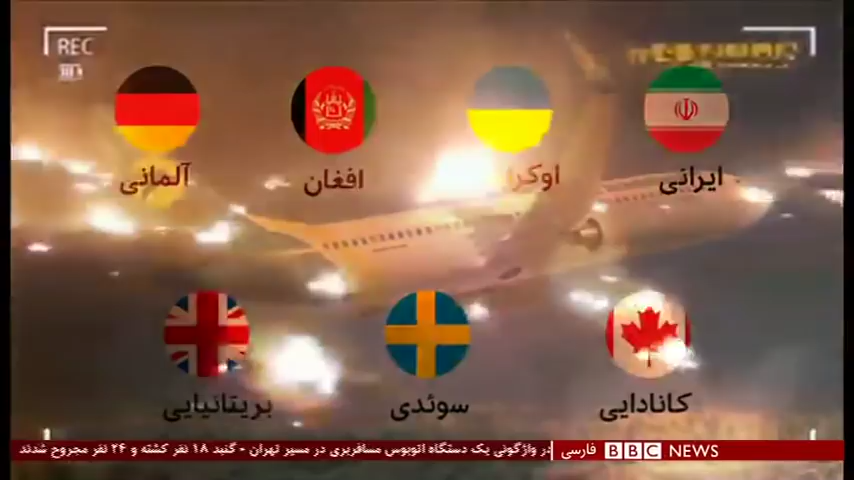 REC
ایرانی
افغان
آلمانی
کانادایی
سوئدی
بریتانیایی
BBC NEWS فارسی
در واژگونی یک دستگاه اتوبوس مسافربری در مسیر تهران - گنبد ۱۸ نفر کشته و ۲۴ نفر مجروح شدند